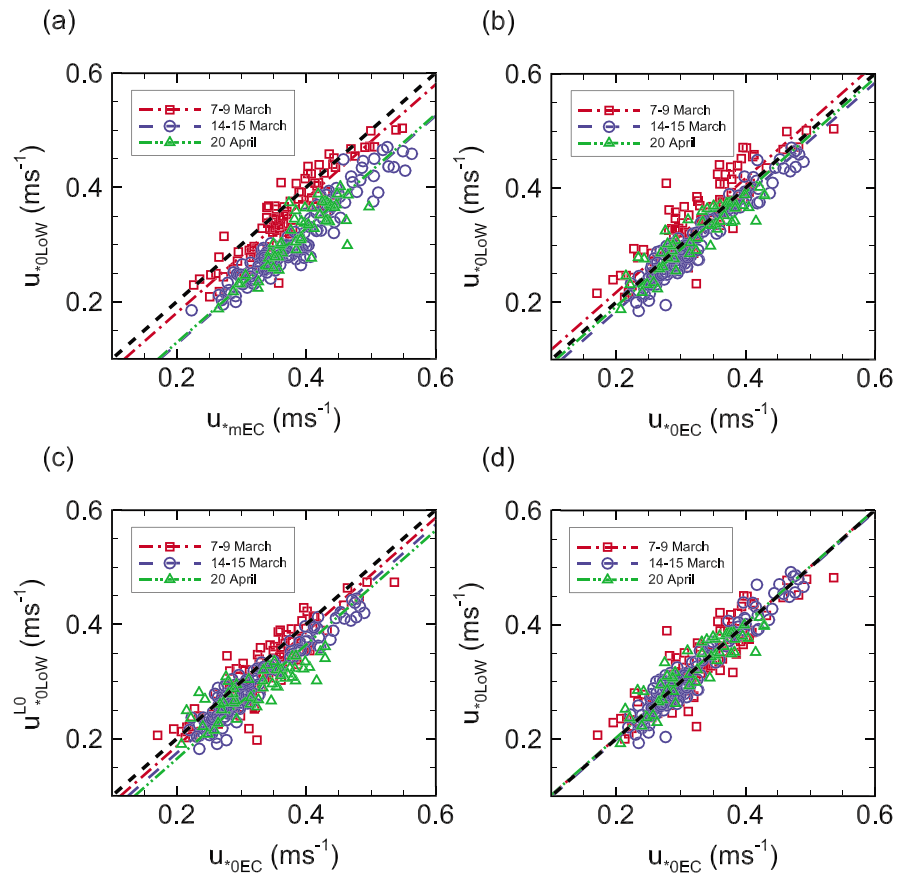 (a)
(b)
0.6
0.4
0.2
0.2 0.4 0.6
u*0LoW (ms-1)
u*mEC (ms-1)
7-9 March
14-15 March
20 April
0.6
0.4
0.2
0.2 0.4 0.6
u*0LoW (ms-1)
u*0EC (ms-1)
7-9 March
14-15 March
20 April
(c)
(d)
0.6
0.4
0.2
0.2 0.4 0.6
u*0LoW L0 (ms-1)
u*0EC (ms-1)
7-9 March
14-15 March
20 April
0.6
0.4
0.2
0.2 0.4 0.6
u*0LoW (ms-1)
u*0EC (ms-1)
7-9 March
14-15 March
20 April